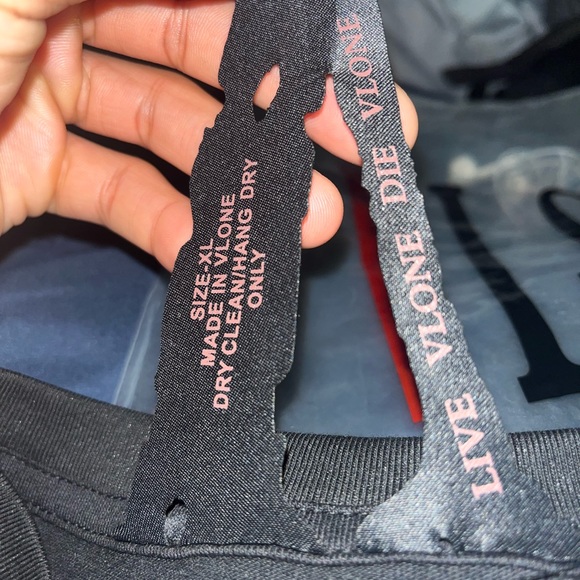 SIZE-XL
MADE IN VLONE
DRY CLEAN/HANG DRY
ONLY
LIVE VLONE DIE VLONE